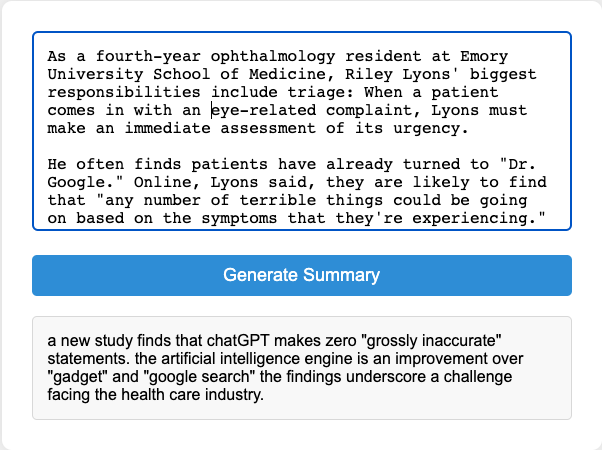 As a fourth-year ophthalmology resident at Emory
University School of Medicine, Riley Lyons' biggest
responsibilities include triage: When a patient
comes in with an eye-related complaint, Lyons must
make an immediate assessment of its urgency.
He often finds patients have already turned to "Dr.
Google." Online, Lyons said, they are likely to find
that "any number of terrible things could be going
on based on the symptoms that they're experiencing."
Generate Summary
a new study finds that chatGPT makes zero "grossly inaccurate"
statements. the artificial intelligence engine is an improvement over
"gadget" and "google search" the findings underscore a challenge
facing the health care industry.